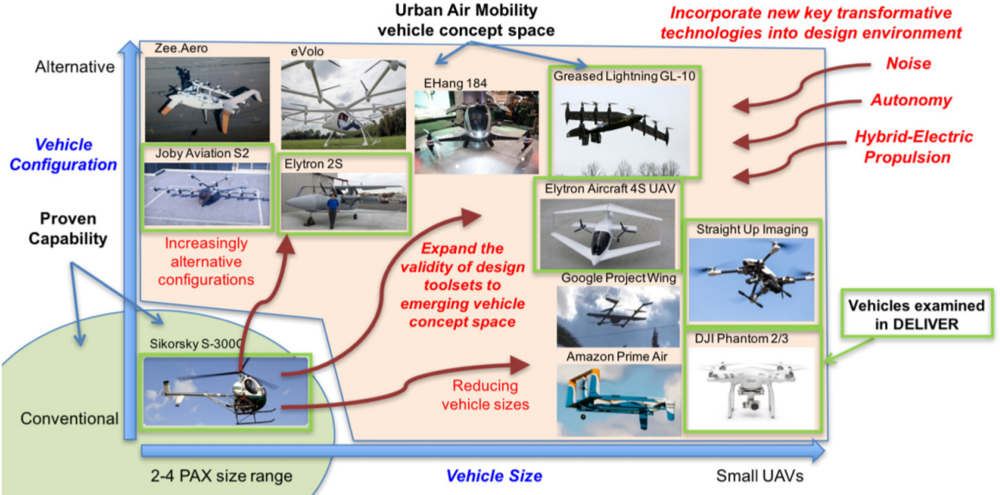 Urban Air Mobility
vehicle concept space
Incorporate new key transformative
technologies into design environment
Noise
Autonomy
Hybrid-Electric
Propulsion
Alternative
Vehicle
Configuration
Proven
Capability
Conventional
Zee.Aero
eVolo
EHang 184
Greased Lightning GL-10
Joby Aviation S2
Elytron 2S
Elytron Aircraft 4S UAV
Straight Up Imaging
Increasingly
alternative
configurations
Expand the
validity of design
toolsets to
emerging vehicle
concept space
Google Project Wing
Vehicles examined
in DELIVER
Sikorsky S-300C
Amazon Prime Air
DJI Phantom 2/3
Reducing
vehicle sizes
2-4 PAX size range
Vehicle Size
Small UAVs